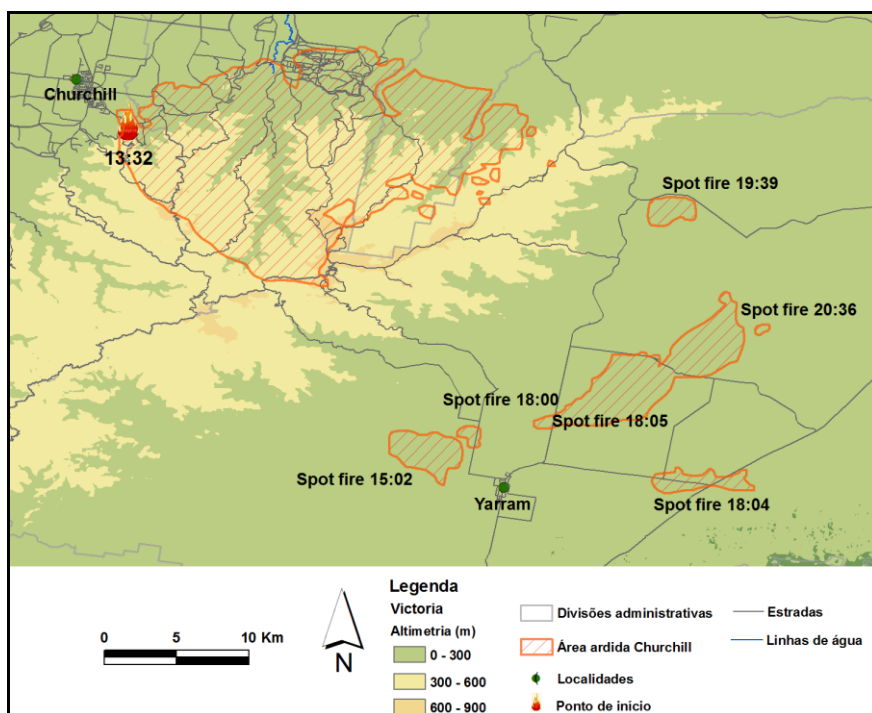 Churchill
13:32
Spot fire 19:39
Spot fire 20:36
Spot fire 18:00
Spot fire 18:05
Spot fire 15:02
Yarram
Spot fire 18:04
0 5 10 Km
N
Legenda
Victoria
Altimetria (m)
0 - 300
300 - 600
600 - 900
Divisões administrativas
Área ardida Churchill
Localidades
Ponto de início
Estradas
Linhas de água